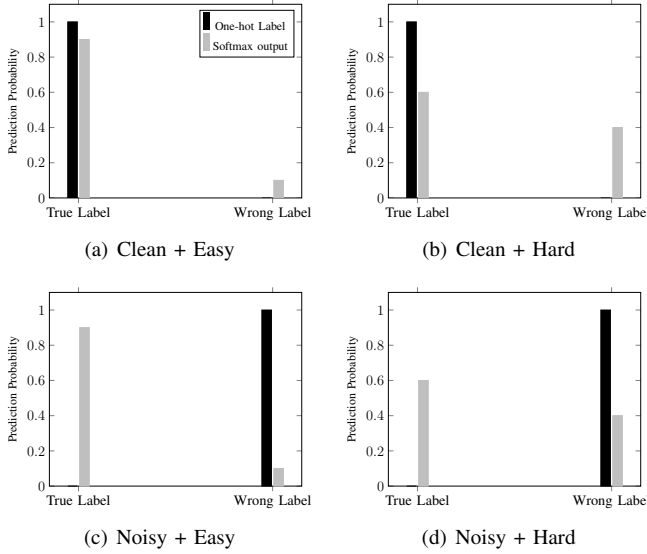 1
0.8
0.6
0.4
0.2
0
Prediction Probability
True Label
Wrong Label
One-hot Label
Softmax output
(a) Clean + Easy
1
0.8
0.6
0.4
0.2
0
Prediction Probability
True Label
Wrong Labe
(b) Clean + Hard
1
0.8
0.6
0.4
0.2
0
Prediction Probability
True Label
Wrong Label
(c) Noisy + Easy
1
0.8
0.6
0.4
0.2
0
Prediction Probability
True Label
Wrong Labe
(d) Noisy + Hard